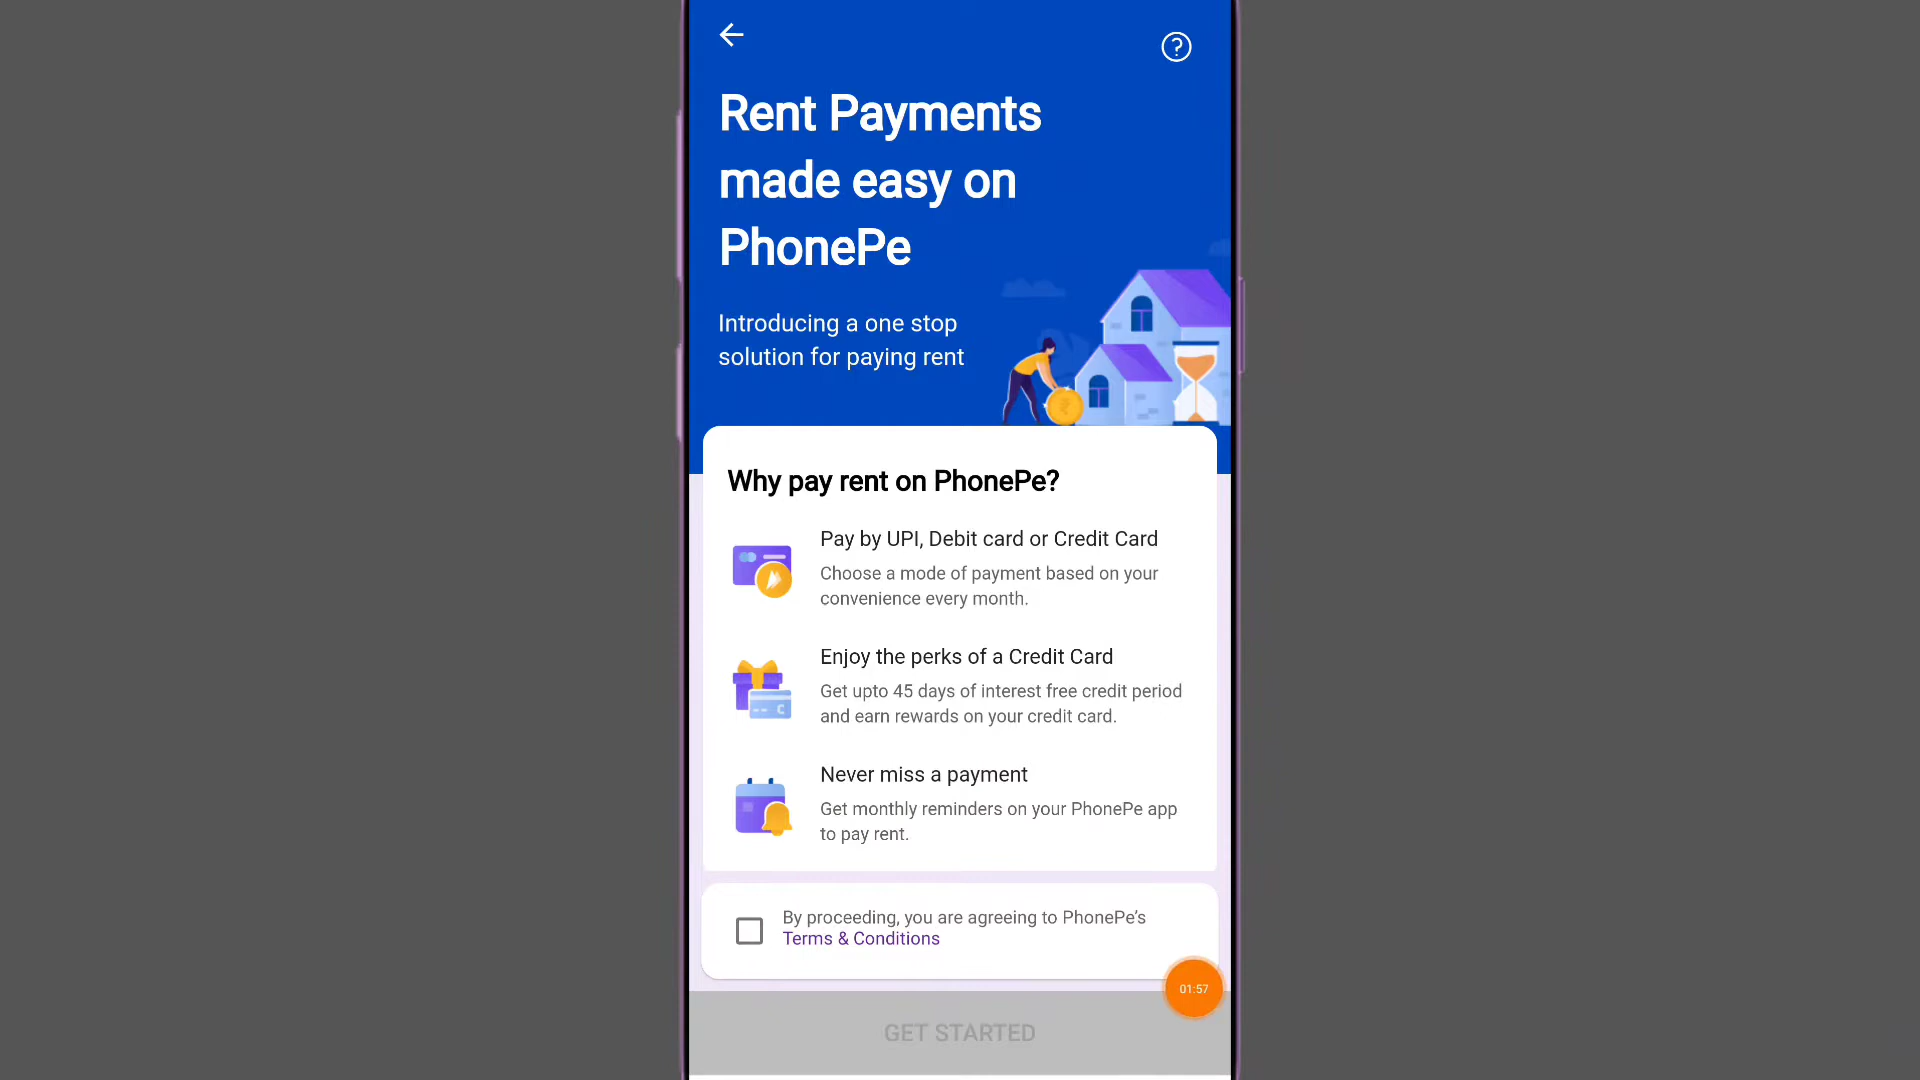 Rent Payments
made easy on
PhonePe
Introducing a one stop
solution for paying rent
Why pay rent on PhonePe?
Pay by UPI, Debit card or Credit Card
Choose a mode of payment based on your
convenience every month.
Enjoy the perks of a Credit Card
Get upto 45 days of interest free credit period
and earn rewards on your credit card.
Never miss a payment
Get monthly reminders on your PhonePe app
to pay rent.
By proceeding, you are agreeing to PhonePe’s
Terms & Conditions
01:57
GET STARTED